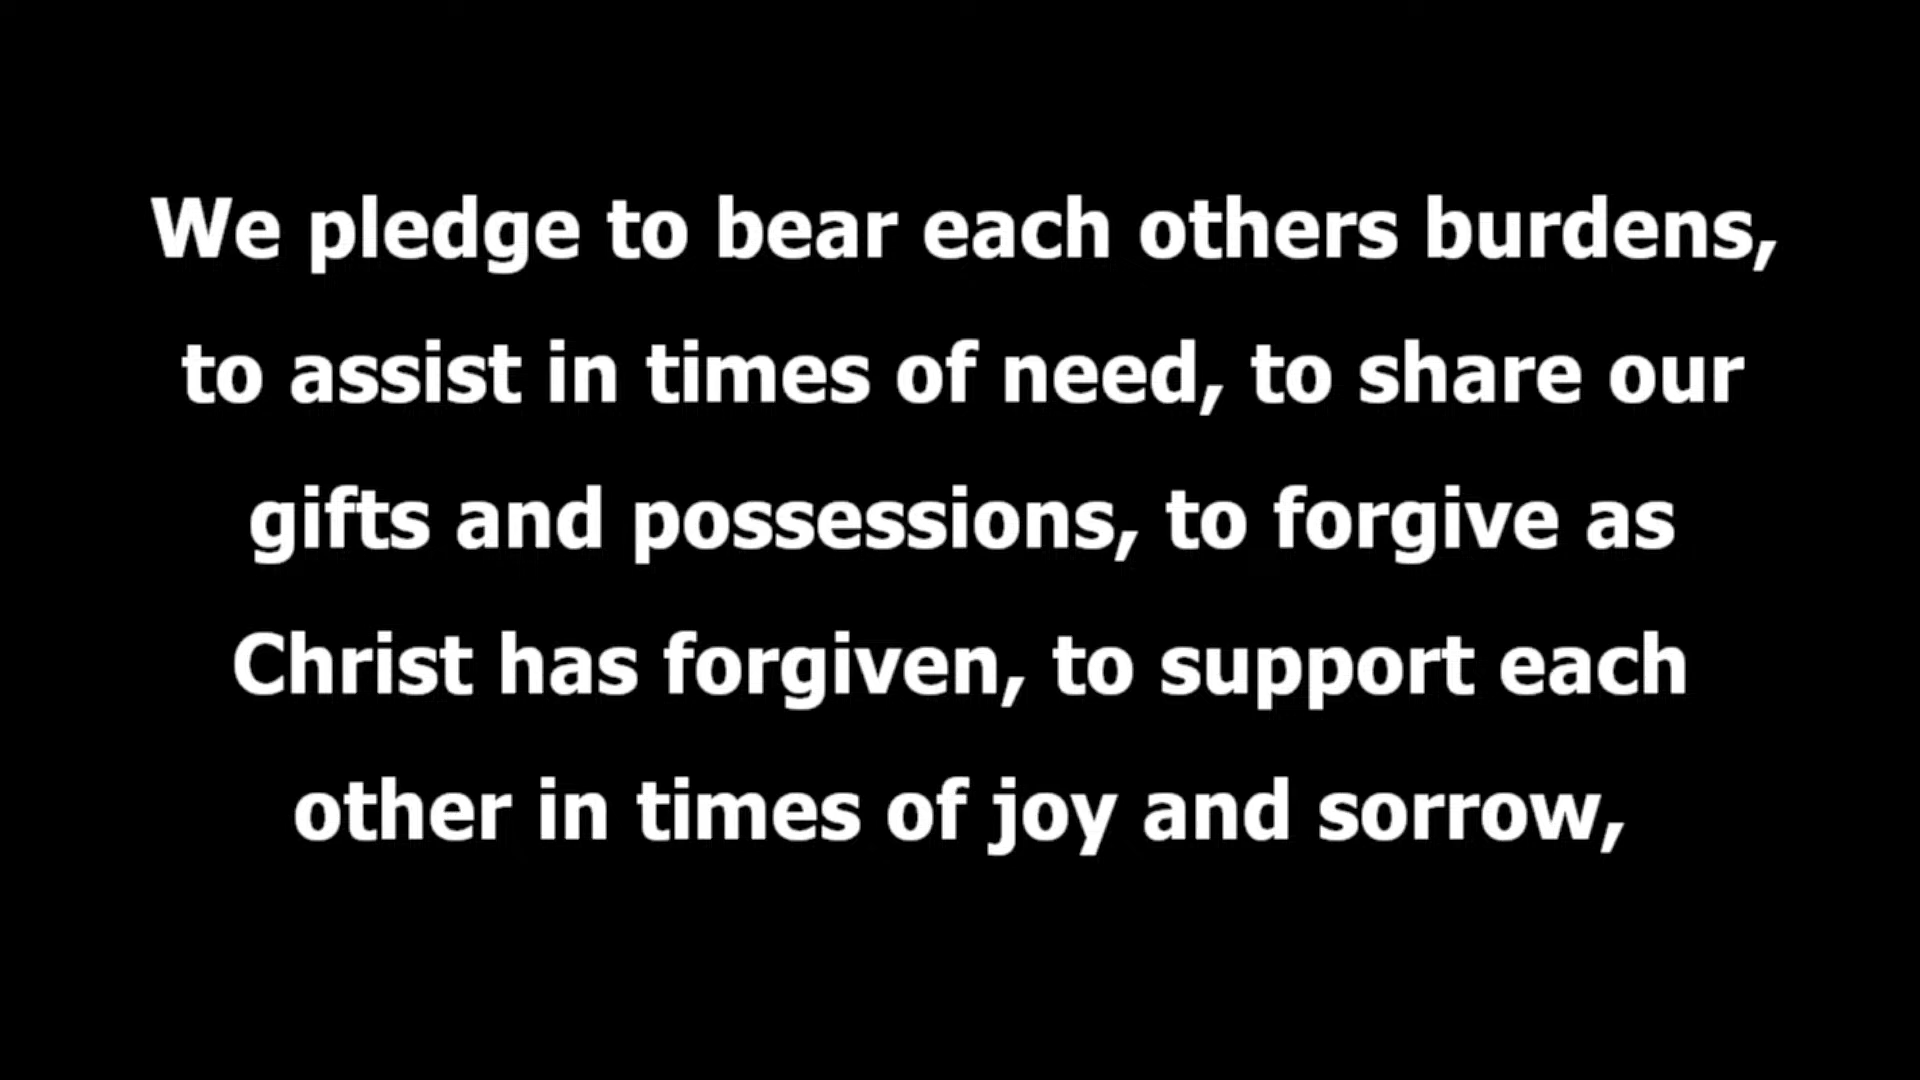 We pledge to bear each others burdens,
to assist in times of need, to share our
gifts and possessions, to forgive as
Christ has forgiven, to support each
other in times of joy and sorrow,